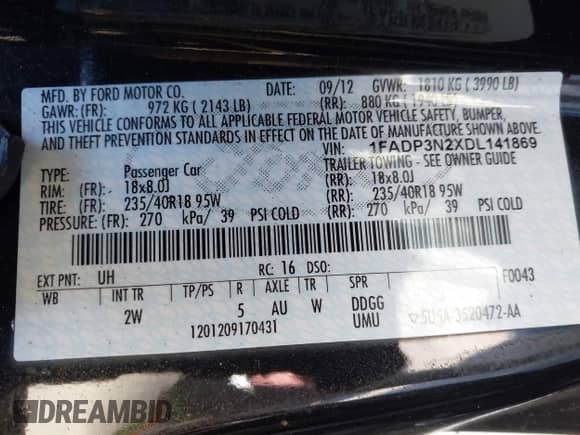 MFD. BY FORD MOTOR CO. DATE: 09/12 GVWR: 1810 KG ( 3990 LB)
GAWR: (FR): 972 KG ( 2143 LB) (RR): 880 KG ( LB)
THIS VEHICLE CONFORMS TO ALL APPLICABLE FEDERAL MOTOR VEHICLE SAFETY, BUMPER,
AND THEFT PREVENTION STANDARDS IN EFFECT ON THE DATE OF MANUFACTURE SHOWN ABOVE.
VIN: 1FADP3N2XDL141869
TYPE: Passenger Car TRAILER TOWING - SEE OWNER GUIDE
RIM: (FR): 18x8.0J (RR): 18x8.0J
TIRE: (FR): 235/40R18 95W (RR): 235/40R18 95W
PRESSURE: (FR): 270 kPa/ 39 PSI COLD (RR): 270 kPa/ 39 PSI COLD
EXT PNT: UH RC: 16 DSO: F0043
WB INT TR TP/PS R AXLE TR SPR
2W 5 AU W DDGG
UMU 5U5A-3520472-AA
1201209170431
DREAMBID